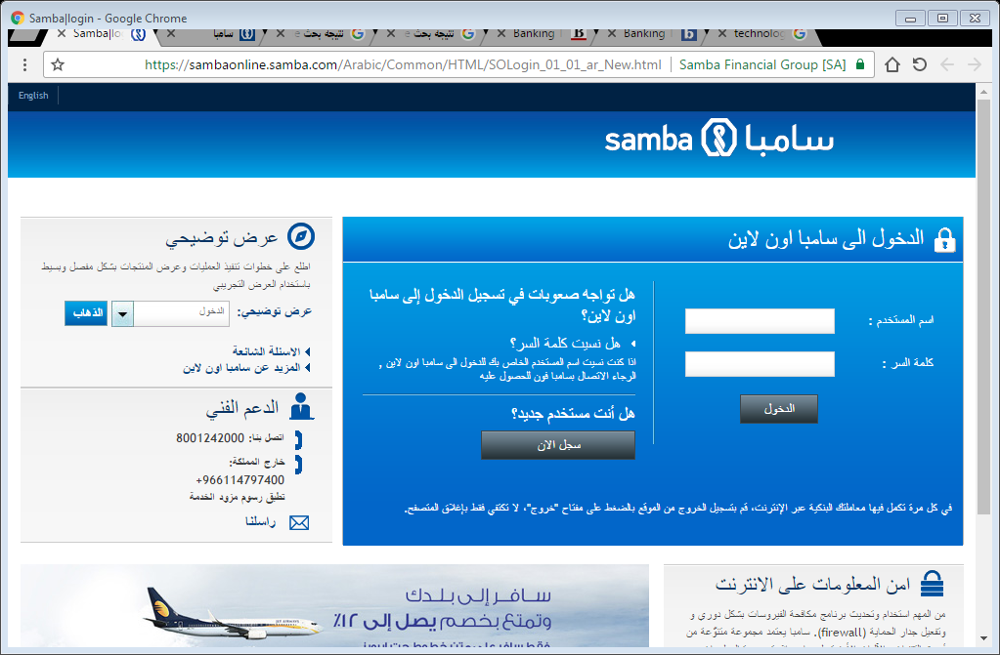 Samba|login - Google Chrome
Samba|lo
سامبا
نتيجة بحث e
نتيجة بحث e
Banking
B
Banking
b
technolog
https://sambaonline.samba.com/Arabic/Common/HTML/SOLogin_01_01_ar_New.html
Samba Financial Group [SA]
English
samba سامبا
الدخول الى سامبا اون لاين
اسم المستخدم :
كلمة السر :
الدخول
هل تواجه صعوبات في تسجيل الدخول إلى سامبا
اون لاين؟
هل نسيت كلمة السر؟
اذا كنت نسيت اسم المستخدم الخاص بك للدخول الى سامبا اون لاين ,
الرجاء الاتصال بسامبا فون للحصول عليه
هل أنت مستخدم جديد؟
سجل الان
في كل مرة تكمل فيها معاملتك البنكية عبر الإنترنت، قم بتسجيل الخروج من الموقع بالضغط على مفتاح "خروج"، لا تكتفي فقط بإغلاق المتصفح.
عرض توضيحي
اطلع على خطوات تنفيذ العمليات وعرض المنتجات بشكل مفصل وبسيط
باستخدام العرض التجريبي
عرض توضيحي:
الدخول
الذهاب
الاسئلة الشائعة
المزيد عن سامبا اون لاين
الدعم الفني
اتصل بنا: 8001242000
خارج المملكة:
+966114797400
تطبق رسوم مزود الخدمة
راسلنا
امن المعلومات على الانترنت
من المهم استخدام وتحديث برنامج مكافحة الفيروسات بشكل دوري و
وتفعيل جدار الحماية (firewall). سامبا يعتمد مجموعة متنوّعة من
سافر إلى بلدك
وتمتع بخصم يصل إلى ١٢٪
JET AIRWAYS